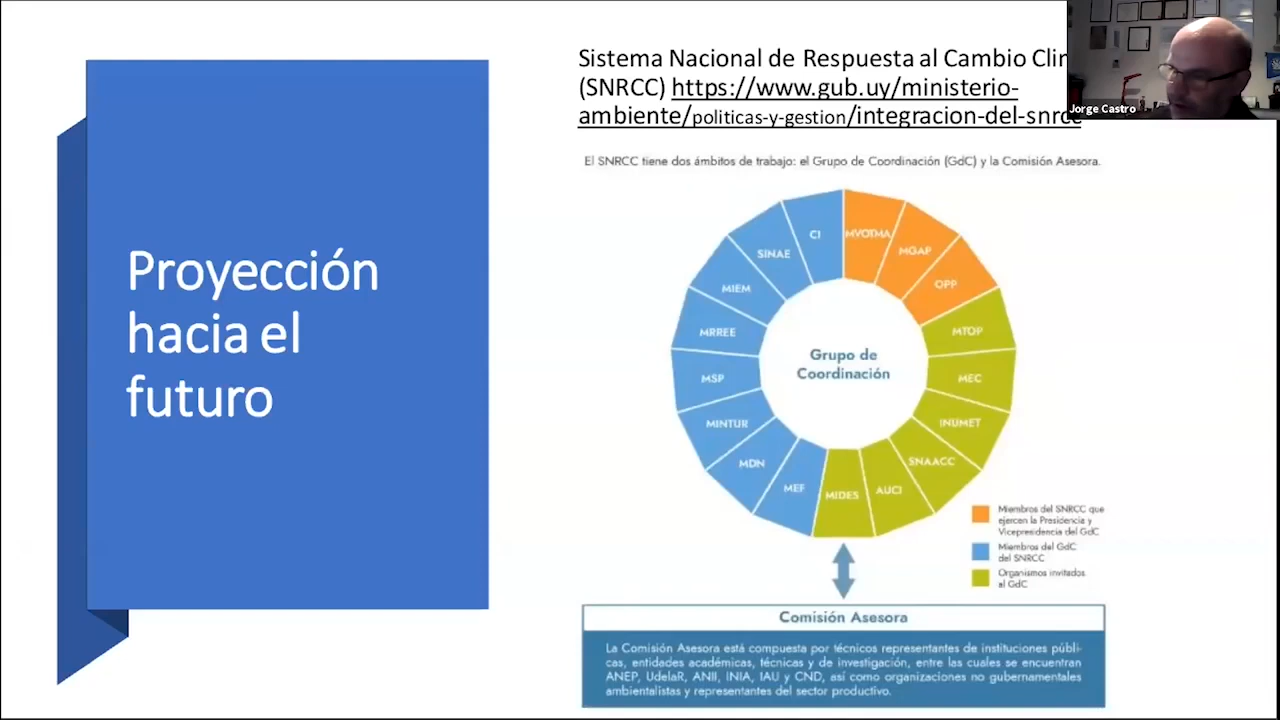 Proyección
hacia el
futuro
Sistema Nacional de Respuesta al Cambio Clim
(SNRCC) https://www.gub.uy/ministerio-
ambiente/politicas-y-gestion/integracion-del-snrcc
Jorge Castro
El SNRCC tiene dos ámbitos de trabajo: el Grupo de Coordinación (GdC) y la Comisión Asesora.
CI
MVOTMA
SINAE
MGAP
MIEM
OPP
MRREE
MTOP
Grupo de
Coordinación
MSP
MEC
MINTUR
INUMET
MDN
SNAACC
MEF
MIDES
AUCI
Miembros del SNRCC que
ejercen la Presidencia y
Vicepresidencia del GdC
Miembros del GdC
del SNRCC
Organismos invitados
al GdC
Comisión Asesora
La Comisión Asesora está compuesta por técnicos representantes de instituciones públi-
cas, entidades académicas, técnicas y de investigación, entre las cuales se encuentran
ANEP, UdelaR, ANII, INIA, IAU y CND, así como organizaciones no gubernamentales
ambientalistas y representantes del sector productivo.